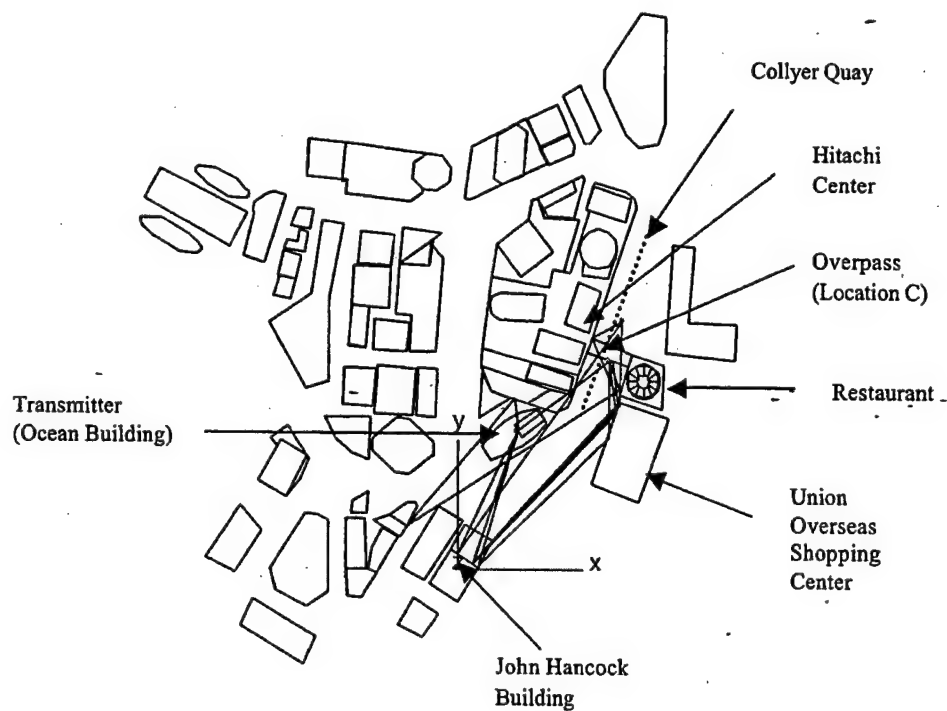 Collyer Quay
Hitachi
Center
Overpass
(Location C)
Restaurant
Transmitter
(Ocean Building)
y
x
Union
Overseas
Shopping
Center
John Hancock
Building